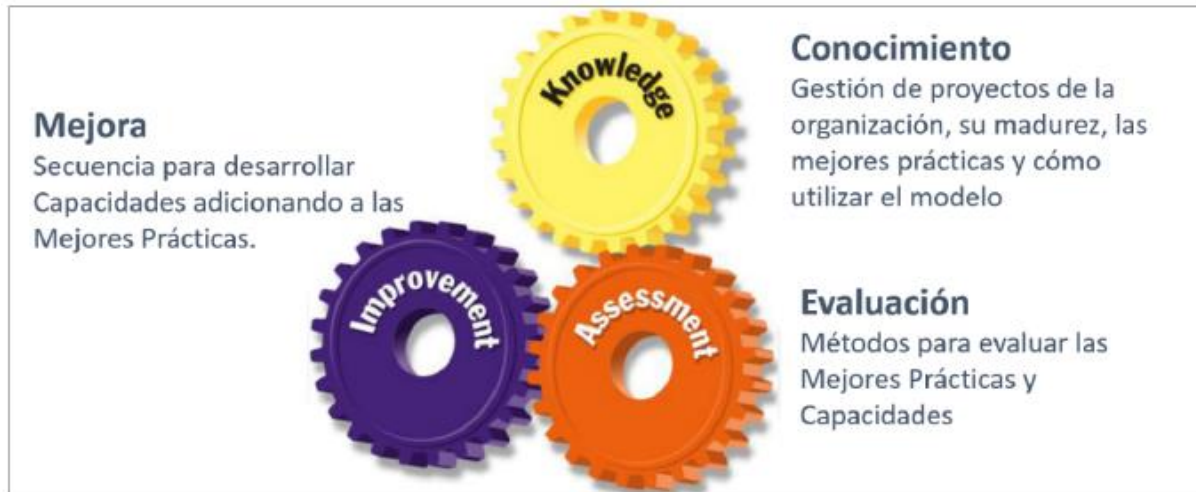 Mejora
Secuencia para desarrollar
Capacidades adicionando a las
Mejores Prácticas.
Knowledge
Conocimiento
Gestión de proyectos de la
organización, su madurez, las
mejores prácticas y cómo
utilizar el modelo
Improvement
Assessment
Evaluación
Métodos para evaluar las
Mejores Prácticas y
Capacidades